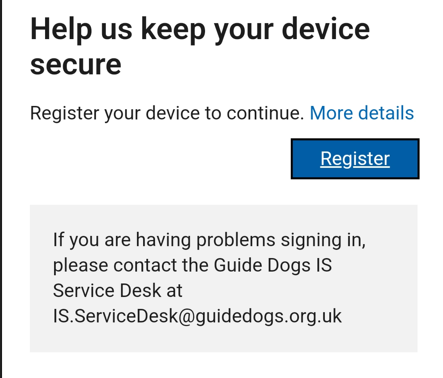 Help us keep your device
secure
Register your device to continue. More details
Register
If you are having problems signing in,
please contact the Guide Dogs IS
Service Desk at
IS.ServiceDesk@guidedogs.org.uk